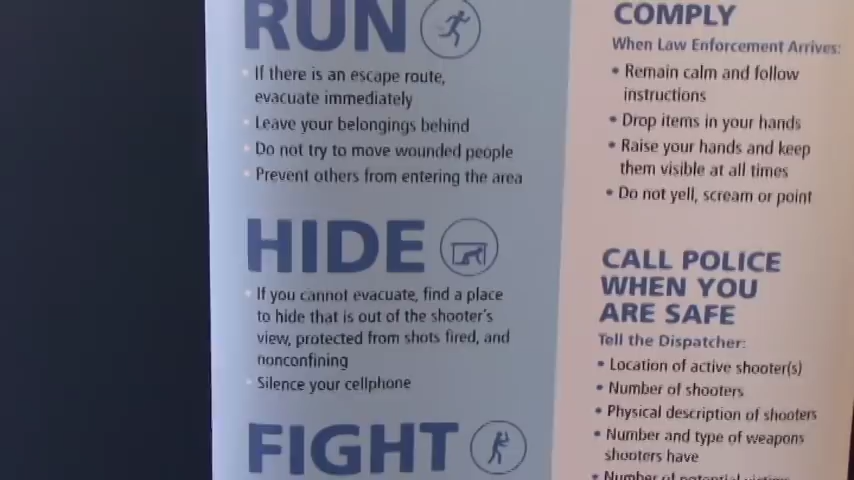 RUN
• If there is an escape route,
evacuate immediately
• Leave your belongings behind
• Do not try to move wounded people
• Prevent others from entering the area
HIDE
• If you cannot evacuate, find a place
to hide that is out of the shooter's
view, protected from shots fired, and
nonconfining
• Silence your cellphone
FIGHT
COMPLY
When Law Enforcement Arrives:
• Remain calm and follow
instructions
• Drop items in your hands
• Raise your hands and keep
them visible at all times
• Do not yell, scream or point
CALL POLICE
WHEN YOU
ARE SAFE
Tell the Dispatcher:
• Location of active shooter(s)
• Number of shooters
• Physical description of shooters
• Number and type of weapons
shooters have
• Number of potential victims